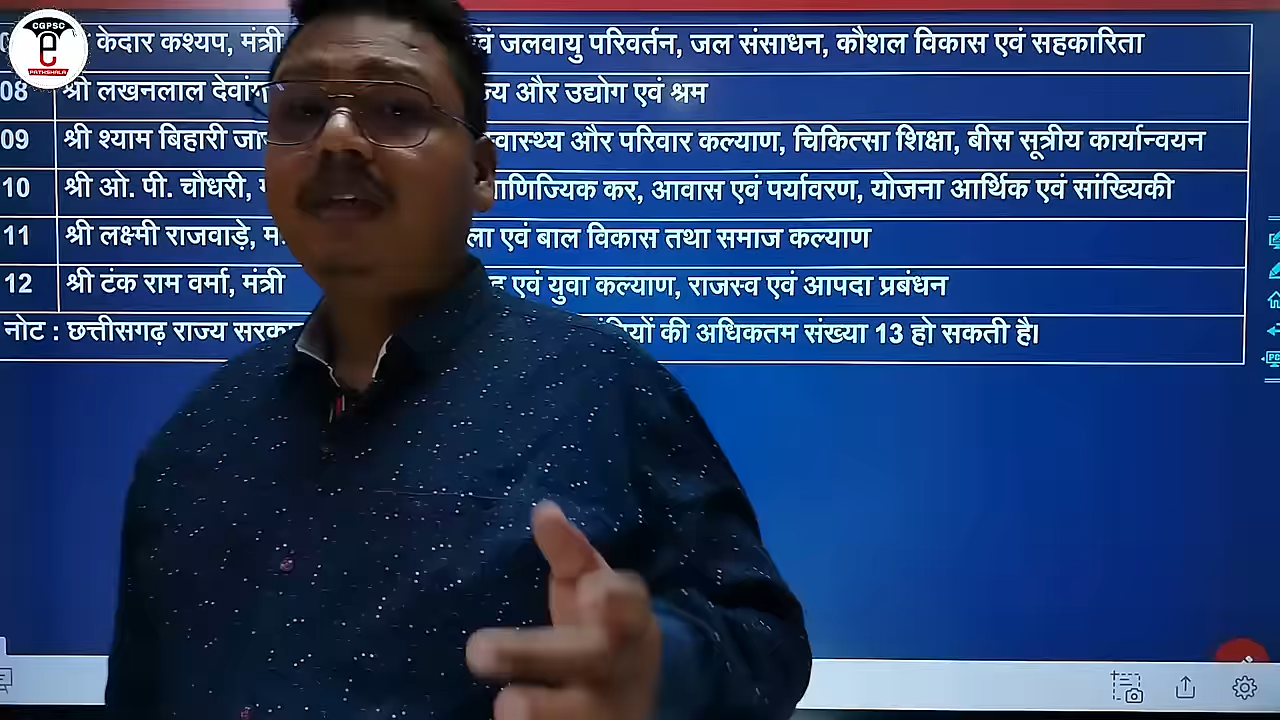 CGPSC
e
PATHSHALA
केदार कश्यप, मंत्री जलवायु परिवर्तन, जल संसाधन, कौशल विकास एवं सहकारिता
08 श्री लखनलाल और उद्योग एवं श्रम
09 श्री श्याम बिहारी और परिवार कल्याण, चिकित्सा शिक्षा, बीस सूत्रीय कार्यान्वयन
10 श्री ओ. पी. चौधरी, कर, आवास एवं पर्यावरण, योजना आर्थिक एवं सांख्यिकी
11 श्री लक्ष्मी राजवाड़े, एवं बाल विकास तथा समाज कल्याण
12 श्री टंक राम वर्मा, मंत्री एवं युवा कल्याण, राजस्व एवं आपदा प्रबंधन
नोट : छत्तीसगढ़ राज्य की अधिकतम संख्या 13 हो सकती है।